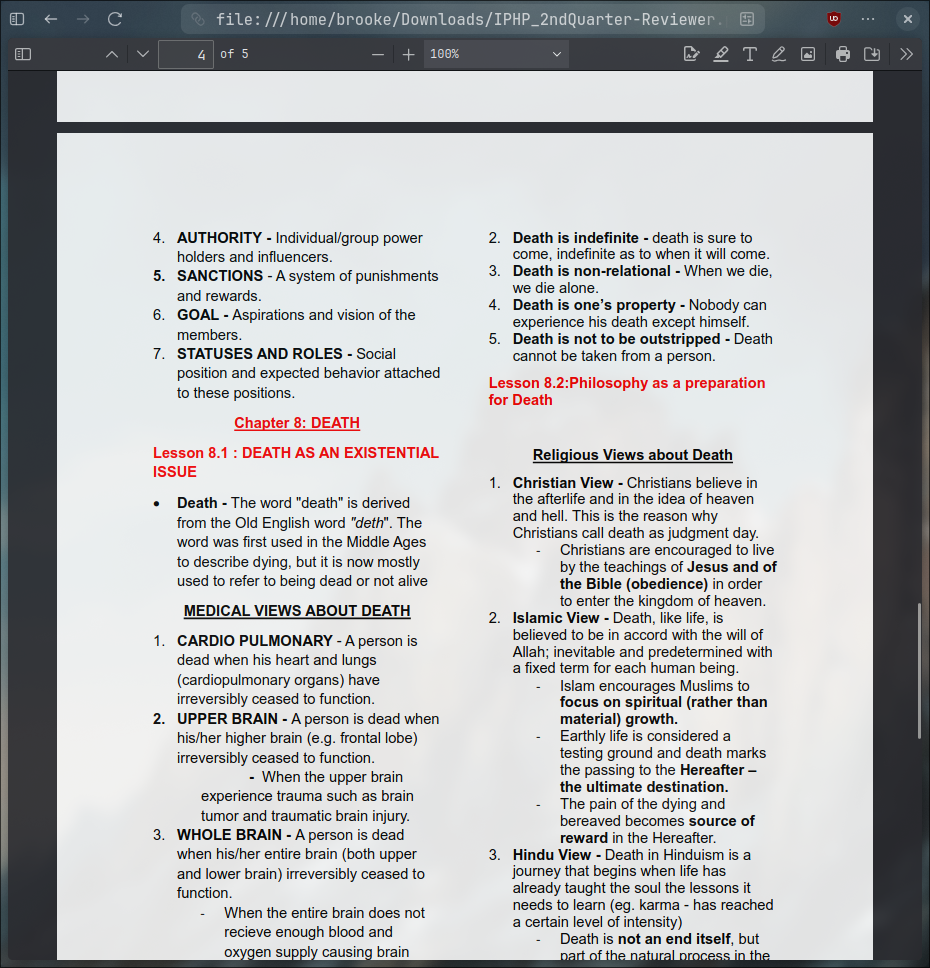 file:///home/brooke/Downloads/IPHP_2ndQuarter-Reviewer.
4 of 5
100%
4. AUTHORITY - Individual/group power
holders and influencers.
5. SANCTIONS - A system of punishments
and rewards.
6. GOAL - Aspirations and vision of the
members.
7. STATUSES AND ROLES - Social
position and expected behavior attached
to these positions.
Chapter 8: DEATH
Lesson 8.1 : DEATH AS AN EXISTENTIAL
ISSUE
• Death - The word "death" is derived
from the Old English word "deth". The
word was first used in the Middle Ages
to describe dying, but it is now mostly
used to refer to being dead or not alive
MEDICAL VIEWS ABOUT DEATH
1. CARDIO PULMONARY - A person is
dead when his heart and lungs
(cardiopulmonary organs) have
irreversibly ceased to function.
2. UPPER BRAIN - A person is dead when
his/her higher brain (e.g. frontal lobe)
irreversibly ceased to function.
- When the upper brain
experience trauma such as brain
tumor and traumatic brain injury.
3. WHOLE BRAIN - A person is dead
when his/her entire brain (both upper
and lower brain) irreversibly ceased to
function.
- When the entire brain does not
recieve enough blood and
oxygen supply causing brain
2. Death is indefinite - death is sure to
come, indefinite as to when it will come.
3. Death is non-relational - When we die,
we die alone.
4. Death is one's property - Nobody can
experience his death except himself.
5. Death is not to be outstripped - Death
cannot be taken from a person.
Lesson 8.2:Philosophy as a preparation
for Death
Religious Views about Death
1. Christian View - Christians believe in
the afterlife and in the idea of heaven
and hell. This is the reason why
Christians call death as judgment day.
- Christians are encouraged to live
by the teachings of Jesus and of
the Bible (obedience) in order
to enter the kingdom of heaven.
2. Islamic View - Death, like life, is
believed to be in accord with the will of
Allah; inevitable and predetermined with
a fixed term for each human being.
- Islam encourages Muslims to
focus on spiritual (rather than
material) growth.
- Earthly life is considered a
testing ground and death marks
the passing to the Hereafter –
the ultimate destination.
- The pain of the dying and
bereaved becomes source of
reward in the Hereafter.
3. Hindu View - Death in Hinduism is a
journey that begins when life has
already taught the soul the lessons it
needs to learn (eg. karma - has reached
a certain level of intensity)
- Death is not an end itself, but
part of the natural process in the